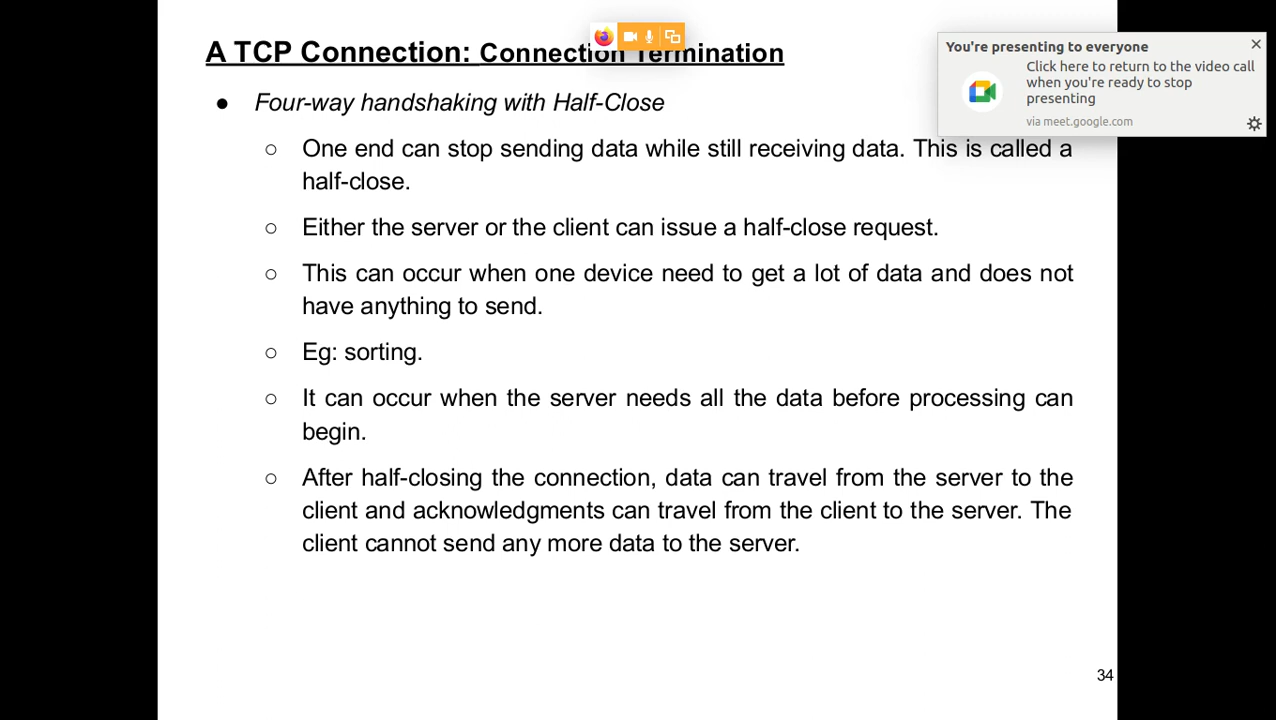 A TCP Connection: Connection Termination
● Four-way handshaking with Half-Close
○ One end can stop sending data while still receiving data. This is called a
half-close.
○ Either the server or the client can issue a half-close request.
○ This can occur when one device need to get a lot of data and does not
have anything to send.
○ Eg: sorting.
○ It can occur when the server needs all the data before processing can
begin.
○ After half-closing the connection, data can travel from the server to the
client and acknowledgments can travel from the client to the server. The
client cannot send any more data to the server.
34
You're presenting to everyone
Click here to return to the video call
when you're ready to stop
presenting
via meet.google.com